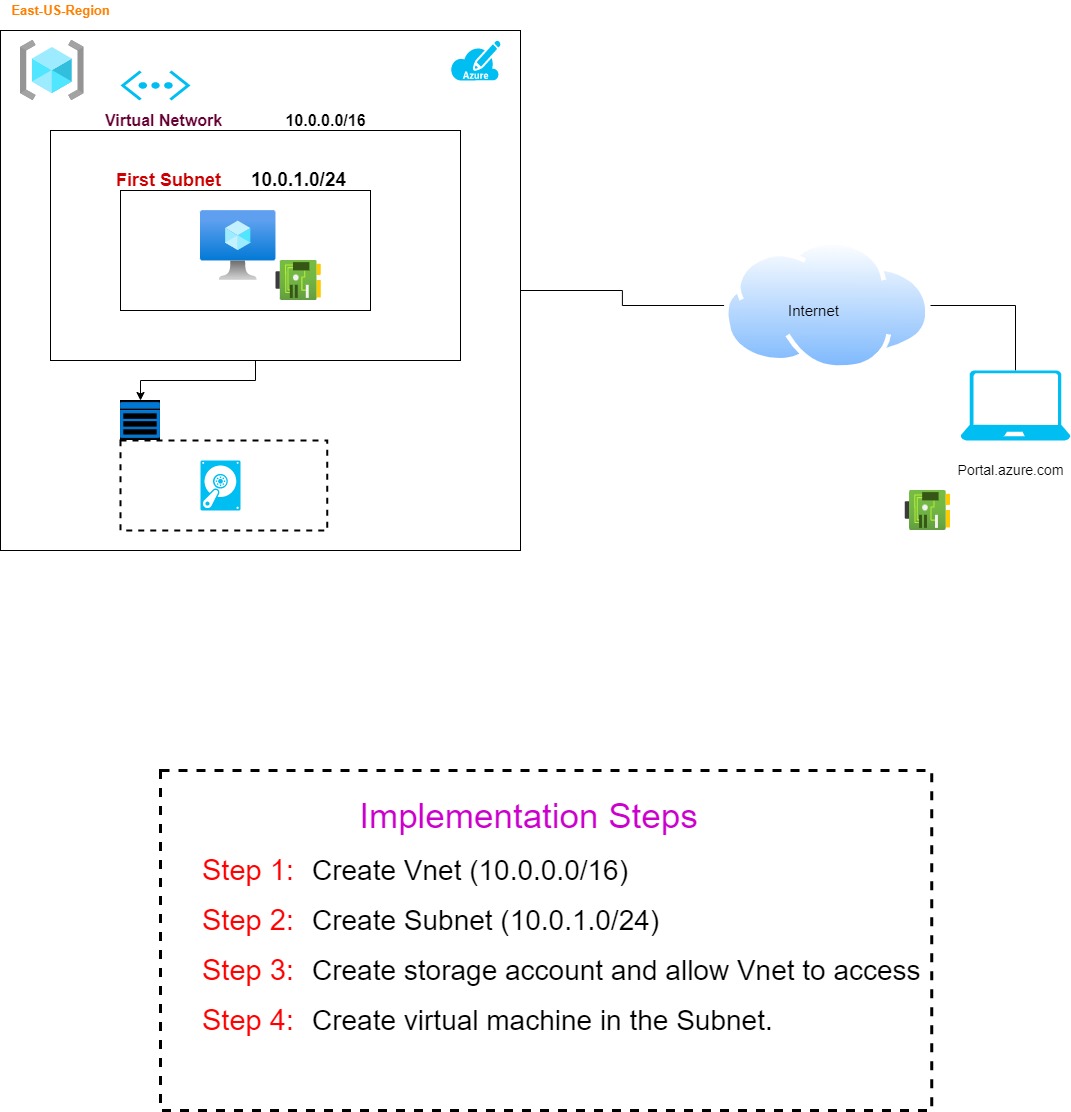 East-US-Region
Azure
Virtual Network 10.0.0.0/16
First Subnet 10.0.1.0/24
Internet
Portal.azure.com
Implementation Steps
Step 1: Create Vnet (10.0.0.0/16)
Step 2: Create Subnet (10.0.1.0/24)
Step 3: Create storage account and allow Vnet to access
Step 4: Create virtual machine in the Subnet.